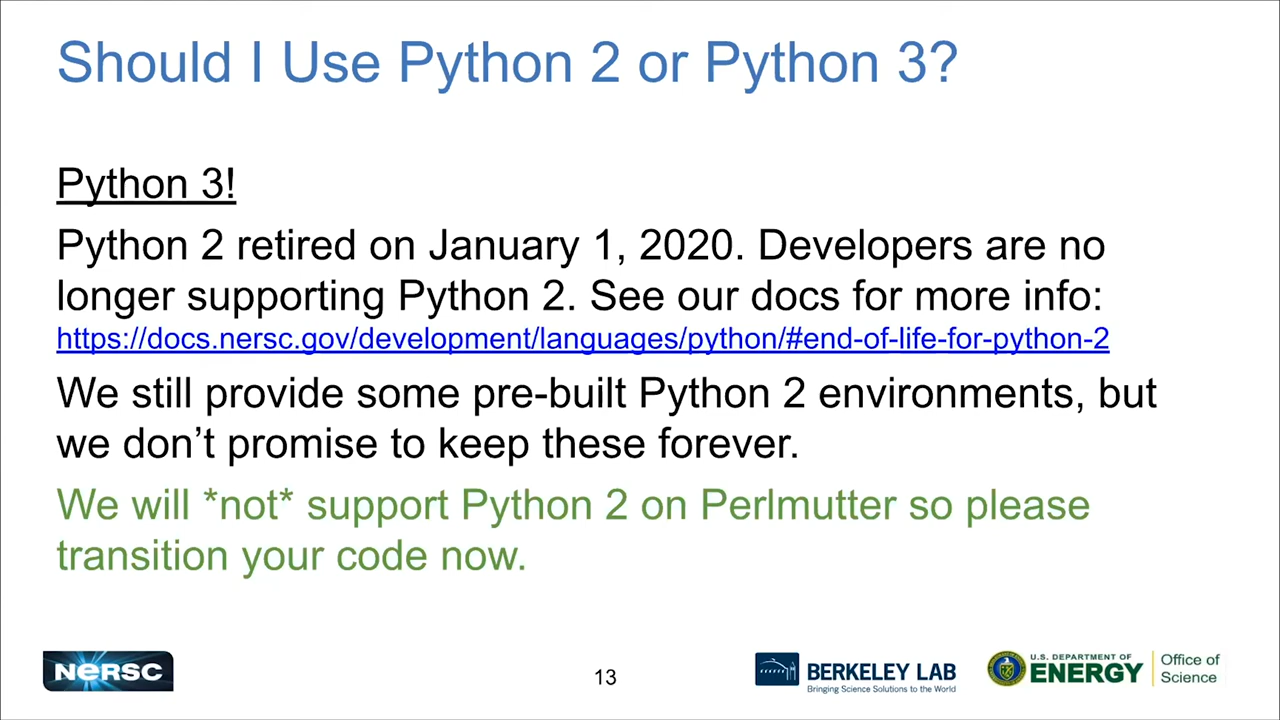 Should I Use Python 2 or Python 3?
Python 3!
Python 2 retired on January 1, 2020. Developers are no
longer supporting Python 2. See our docs for more info:
https://docs.nersc.gov/development/languages/python/#end-of-life-for-python-2
We still provide some pre-built Python 2 environments, but
we don’t promise to keep these forever.
We will *not* support Python 2 on Perlmutter so please
transition your code now.
NERSC
13
BERKELEY LAB
Bringing Science Solutions to the World
U.S. DEPARTMENT OF
ENERGY
Office of
Science